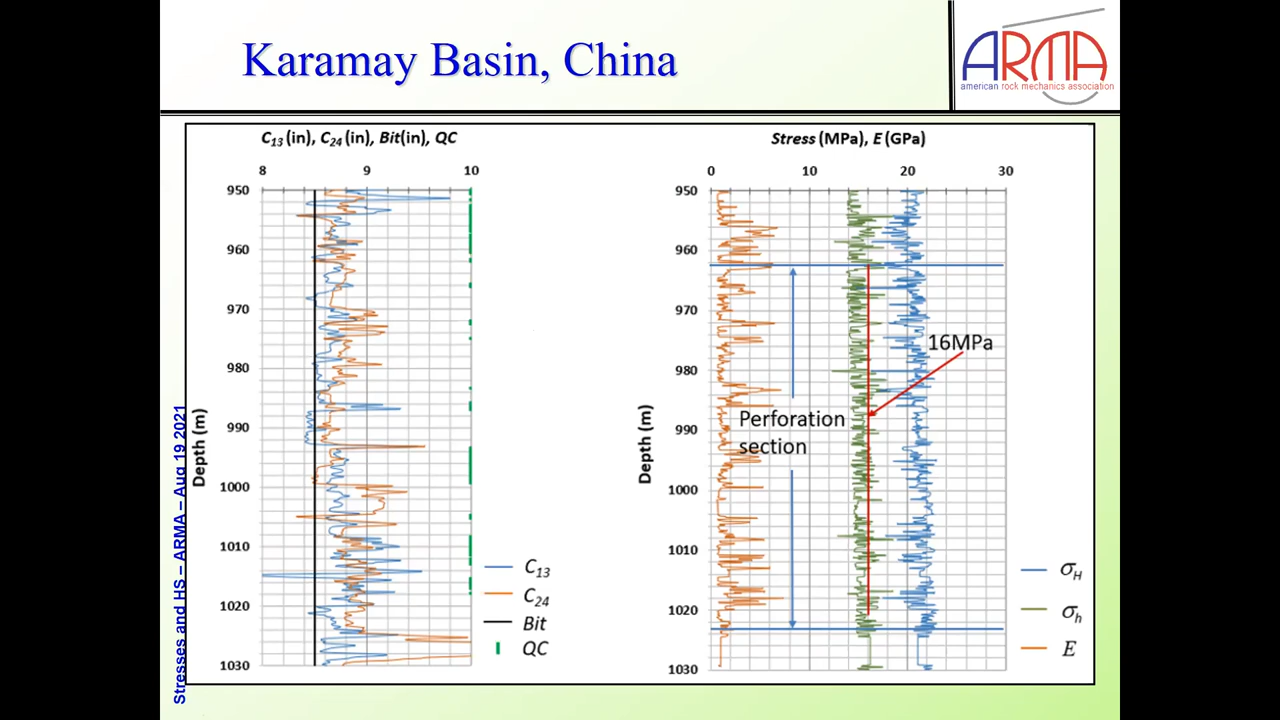 Karamay Basin, China
ARMA
american rock mechanics association
C13 (in), C24 (in), Bit(in), QC
8 9 10
950
960
970
980
990
1000
1010
1020
1030
Depth (m)
C13
C24
Bit
QC
Stress (MPa), E (GPa)
0 10 20 30
950
960
970
980
990
1000
1010
1020
1030
Depth (m)
16MPa
Perforation
section
σH
σh
E
Stresses and HS – ARMA – Aug 19 2021